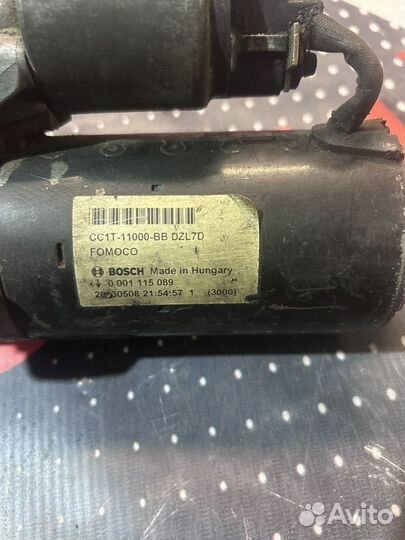 CC1T-11000-BB DZL7D
FOMOCO
BOSCH Made in Hungary
0 001 115 089
20130508 21:54:57 1 (3000)
Avito